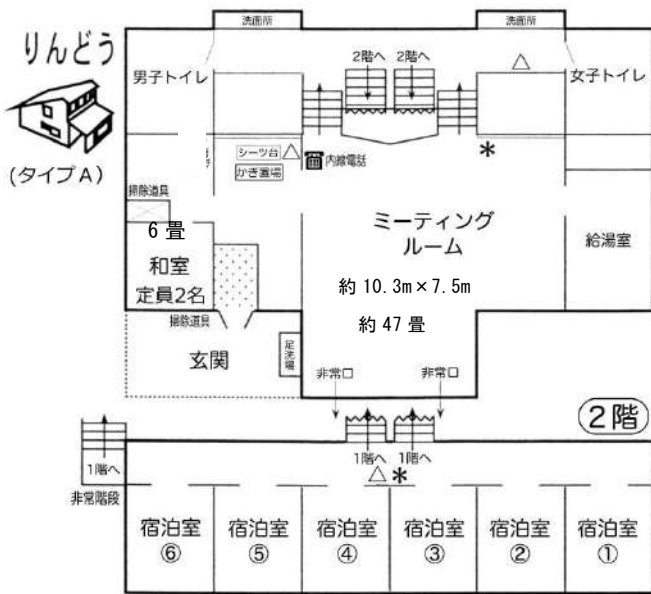 りんどう
(タイプA)
洗面所
洗面所
男子トイレ
2階へ
2階へ
△
女子トイレ
シーツ台
△
☎内線電話
*
かぎ置場
掃除道具
6 畳
和室
定員2名
ミーティング
ルーム
約 10.3m×7.5m
約 47 畳
給湯室
掃除道具
玄関
足洗場
非常口
非常口
2階
1階へ
非常階段
1階へ
1階へ
△ *
宿泊室
⑥
宿泊室
⑤
宿泊室
④
宿泊室
③
宿泊室
②
宿泊室
①